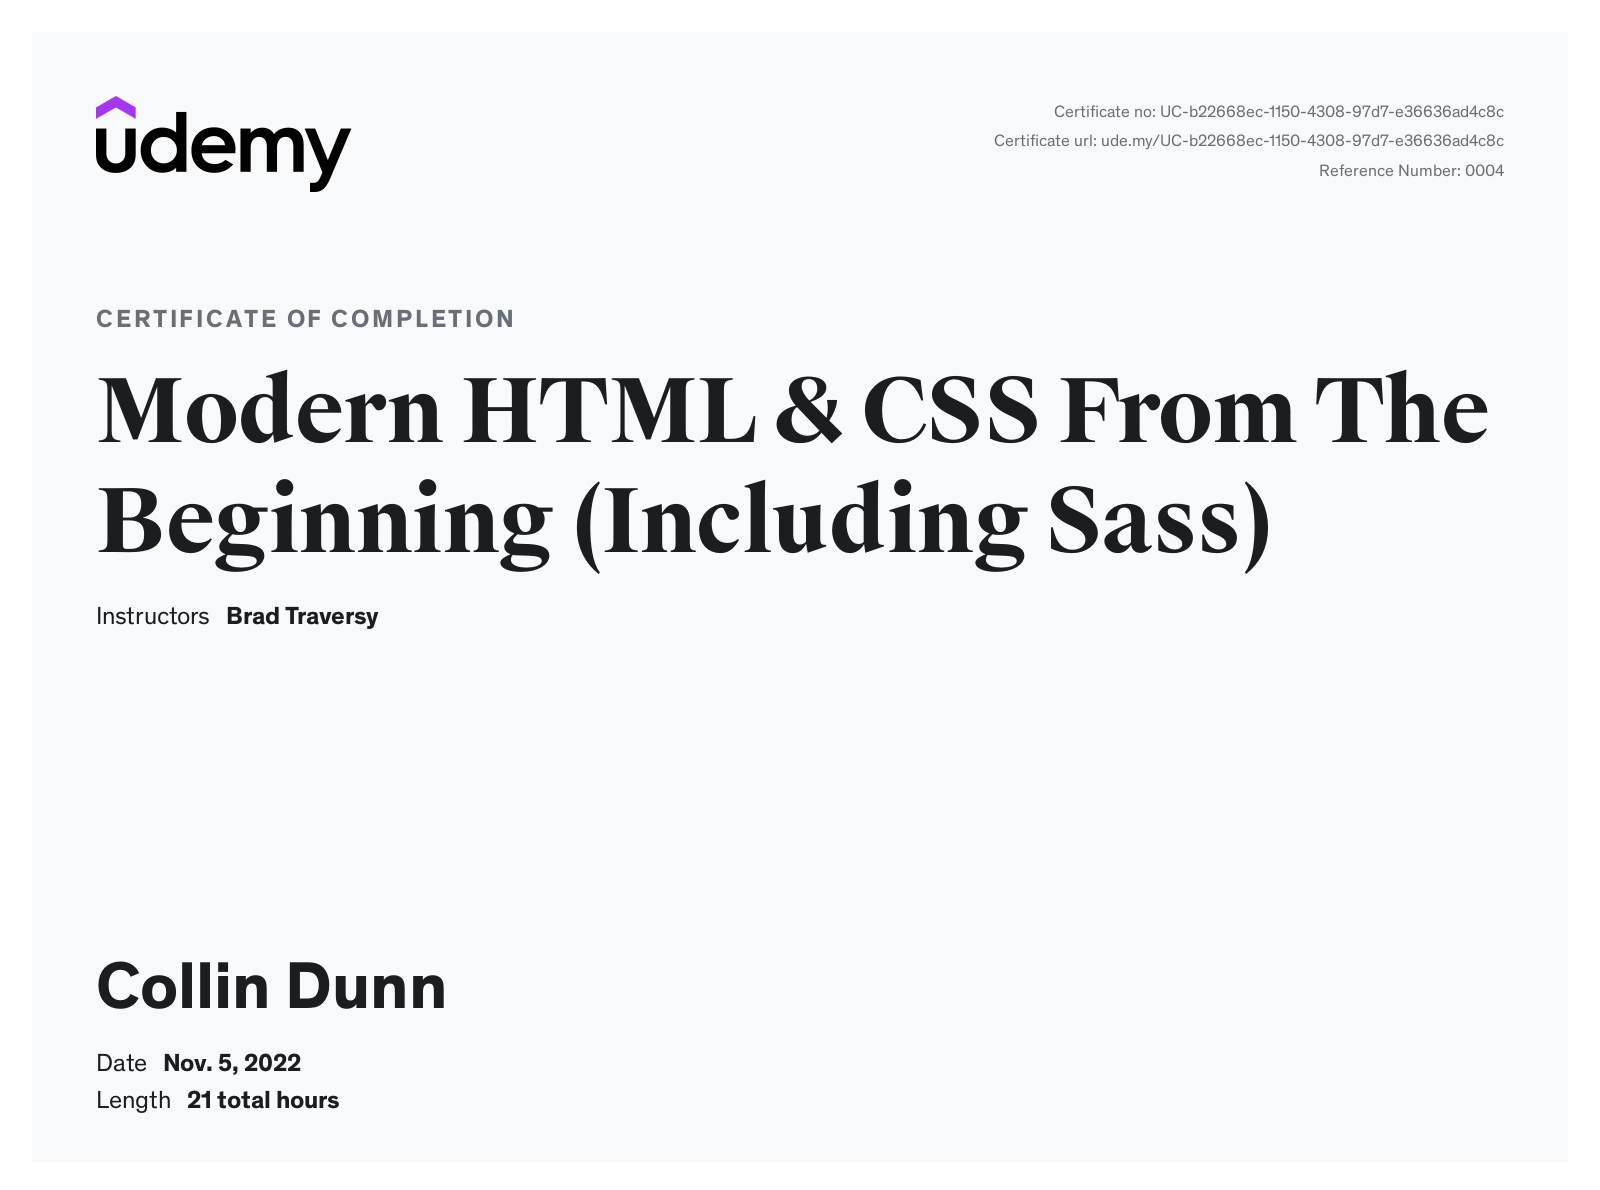 udemy
Certificate no: UC-b22668ec-1150-4308-97d7-e36636ad4c8c
Certificate url: ude.my/UC-b22668ec-1150-4308-97d7-e36636ad4c8c
Reference Number: 0004
CERTIFICATE OF COMPLETION
Modern HTML & CSS From The
Beginning (Including Sass)
Instructors Brad Traversy
Collin Dunn
Date Nov. 5, 2022
Length 21 total hours